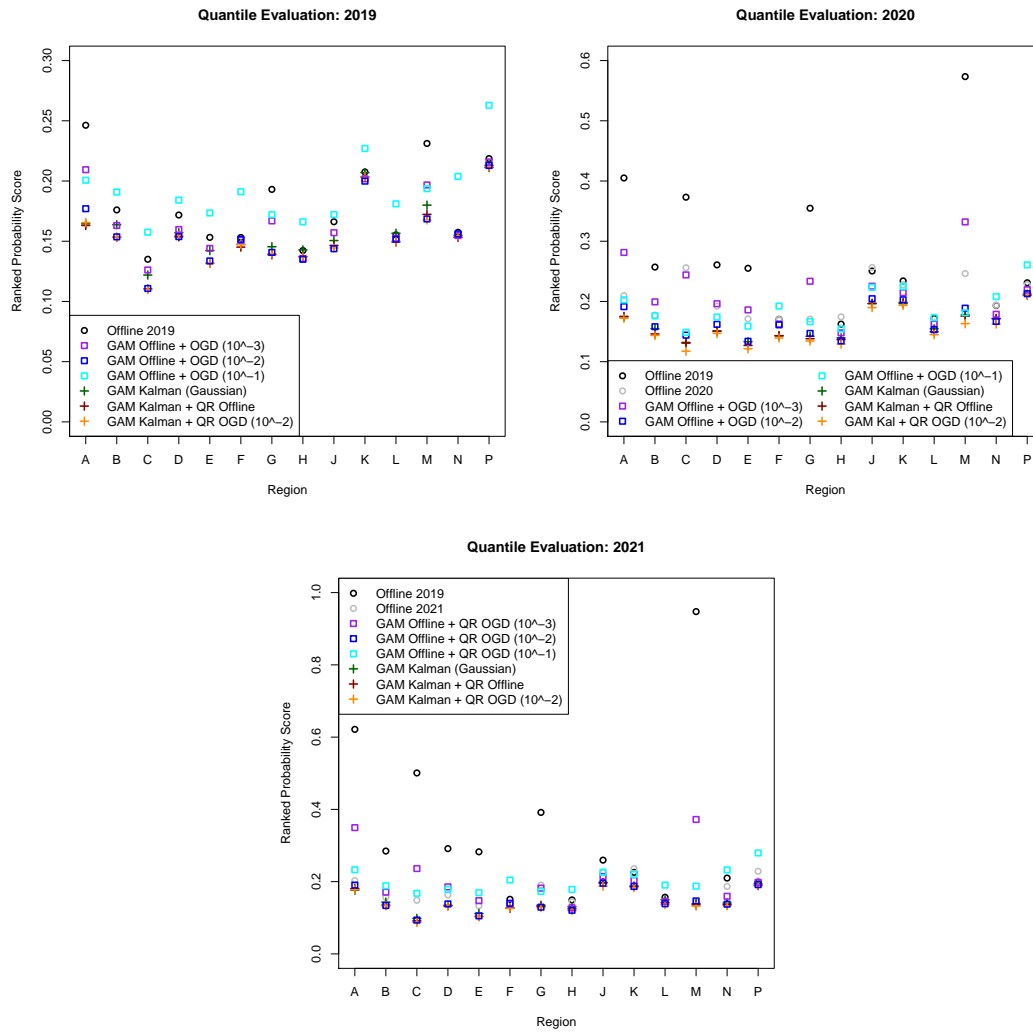 Quantile Evaluation: 2019
Ranked Probability Score
0.30
0.25
0.20
0.15
0.10
0.05
0.00
Offline 2019
GAM Offline + OGD (10^−3)
GAM Offline + OGD (10^−2)
GAM Offline + OGD (10^−1)
GAM Kalman (Gaussian)
GAM Kalman + QR Offline
GAM Kalman + QR OGD (10^−2)
A B C D E F G H J K L M N P
Region
Quantile Evaluation: 2020
Ranked Probability Score
0.6
0.5
0.4
0.3
0.2
0.1
0.0
Offline 2019
Offline 2020
GAM Offline + OGD (10^−3)
GAM Offline + OGD (10^−2)
GAM Offline + OGD (10^−1)
GAM Kalman (Gaussian)
GAM Kalman + QR Offline
GAM Kal + QR OGD (10^−2)
A B C D E F G H J K L M N P
Region
Quantile Evaluation: 2021
Ranked Probability Score
1.0
0.8
0.6
0.4
0.2
0.0
Offline 2019
Offline 2021
GAM Offline + QR OGD (10^−3)
GAM Offline + QR OGD (10^−2)
GAM Offline + QR OGD (10^−1)
GAM Kalman (Gaussian)
GAM Kalman + QR Offline
GAM Kalman + QR OGD (10^−2)
A B C D E F G H J K L M N P
Region